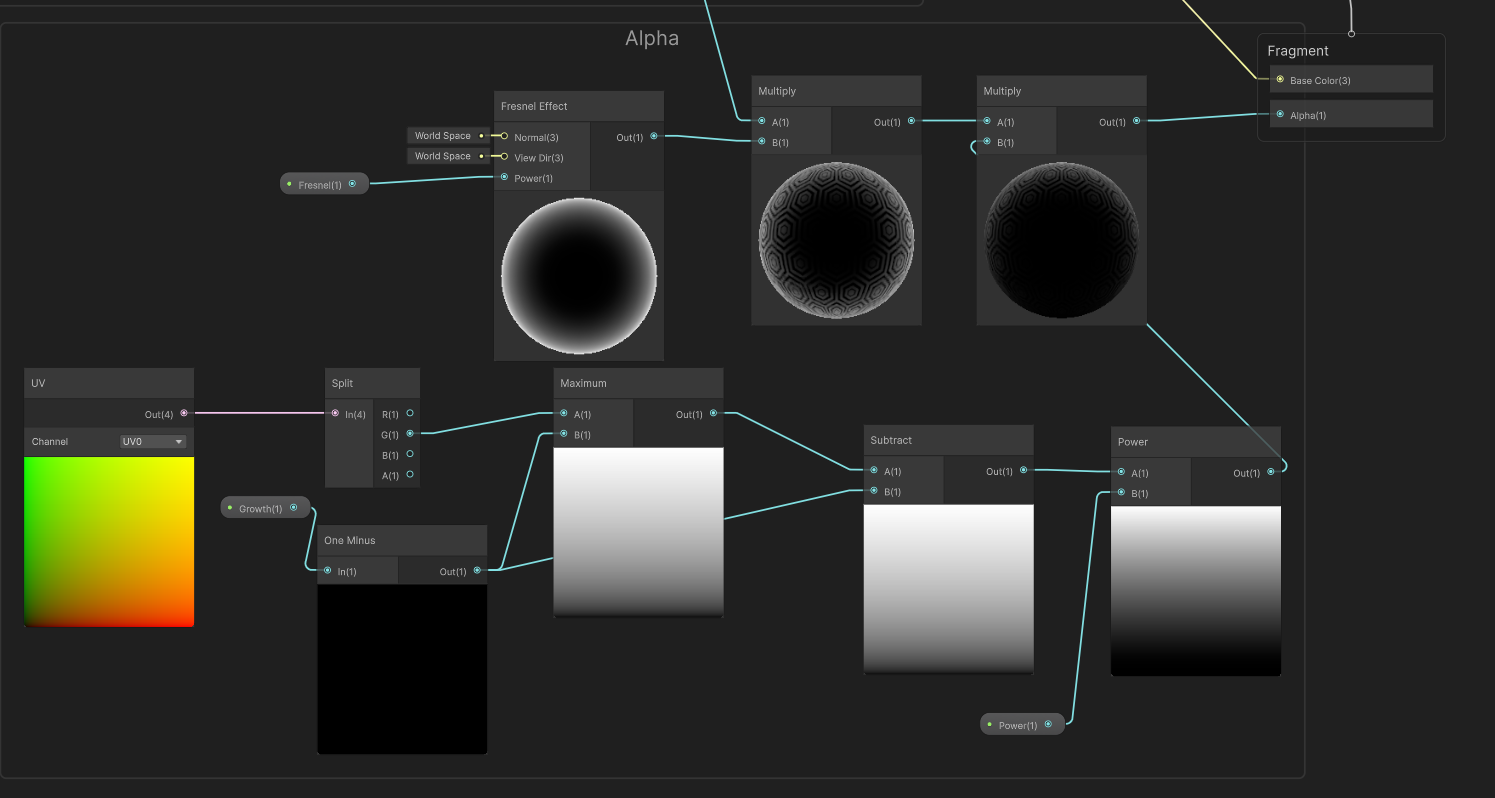 Alpha
Fragment
Base Color(3)
Alpha(1)
Fresnel Effect
World Space
Normal(3)
Out(1)
World Space
View Dir(3)
Fresnel(1)
Power(1)
Multiply
A(1)
Out(1)
B(1)
Multiply
A(1)
Out(1)
B(1)
UV
Out(4)
Channel
UV0
Split
In(4)
R(1)
G(1)
B(1)
A(1)
Growth(1)
One Minus
In(1)
Out(1)
Maximum
A(1)
Out(1)
B(1)
Subtract
A(1)
Out(1)
B(1)
Power
A(1)
Out(1)
B(1)
Power(1)